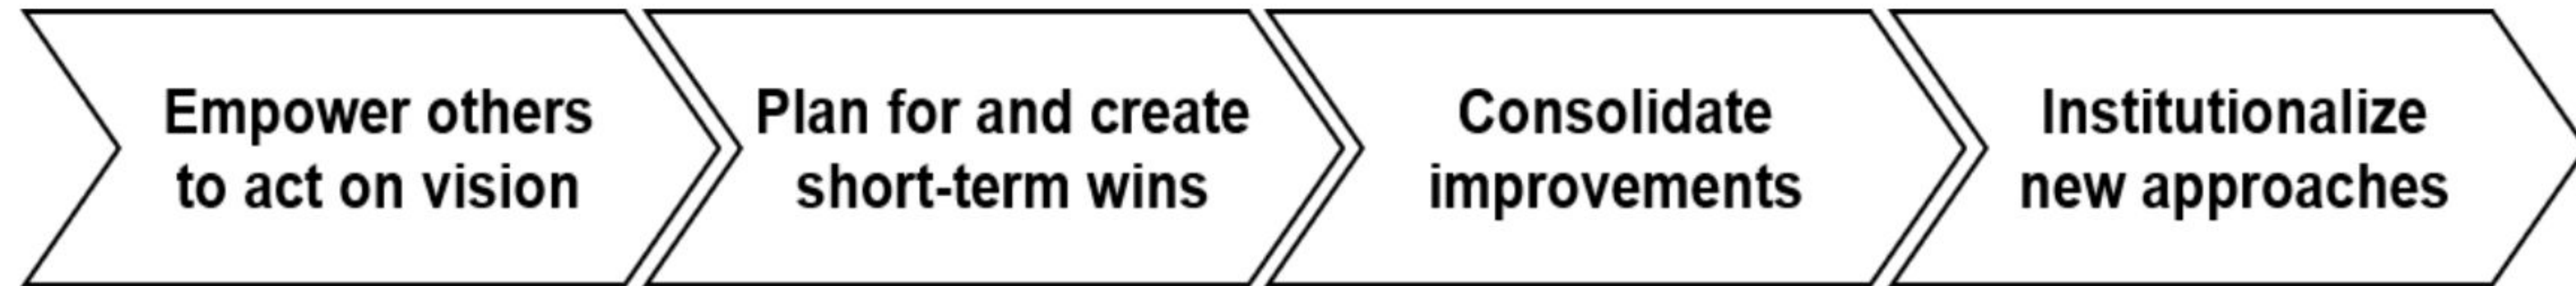 Empower others
to act on vision
Plan for and create
short-term wins
Consolidate
improvements
Institutionalize
new approaches